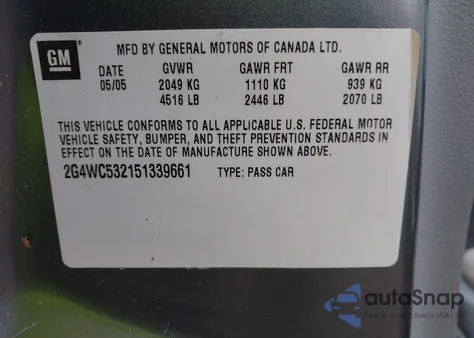 GM
MFD BY GENERAL MOTORS OF CANADA LTD.
DATE GVWR GAWR FRT GAWR RR
05/05 2049 KG 1110 KG 939 KG
4516 LB 2446 LB 2070 LB
THIS VEHICLE CONFORMS TO ALL APPLICABLE U.S. FEDERAL MOTOR
VEHICLE SAFETY, BUMPER, AND THEFT PREVENTION STANDARDS IN
EFFECT ON THE DATE OF MANUFACTURE SHOWN ABOVE.
2G4WC532151339661 TYPE: PASS CAR
autoSnap